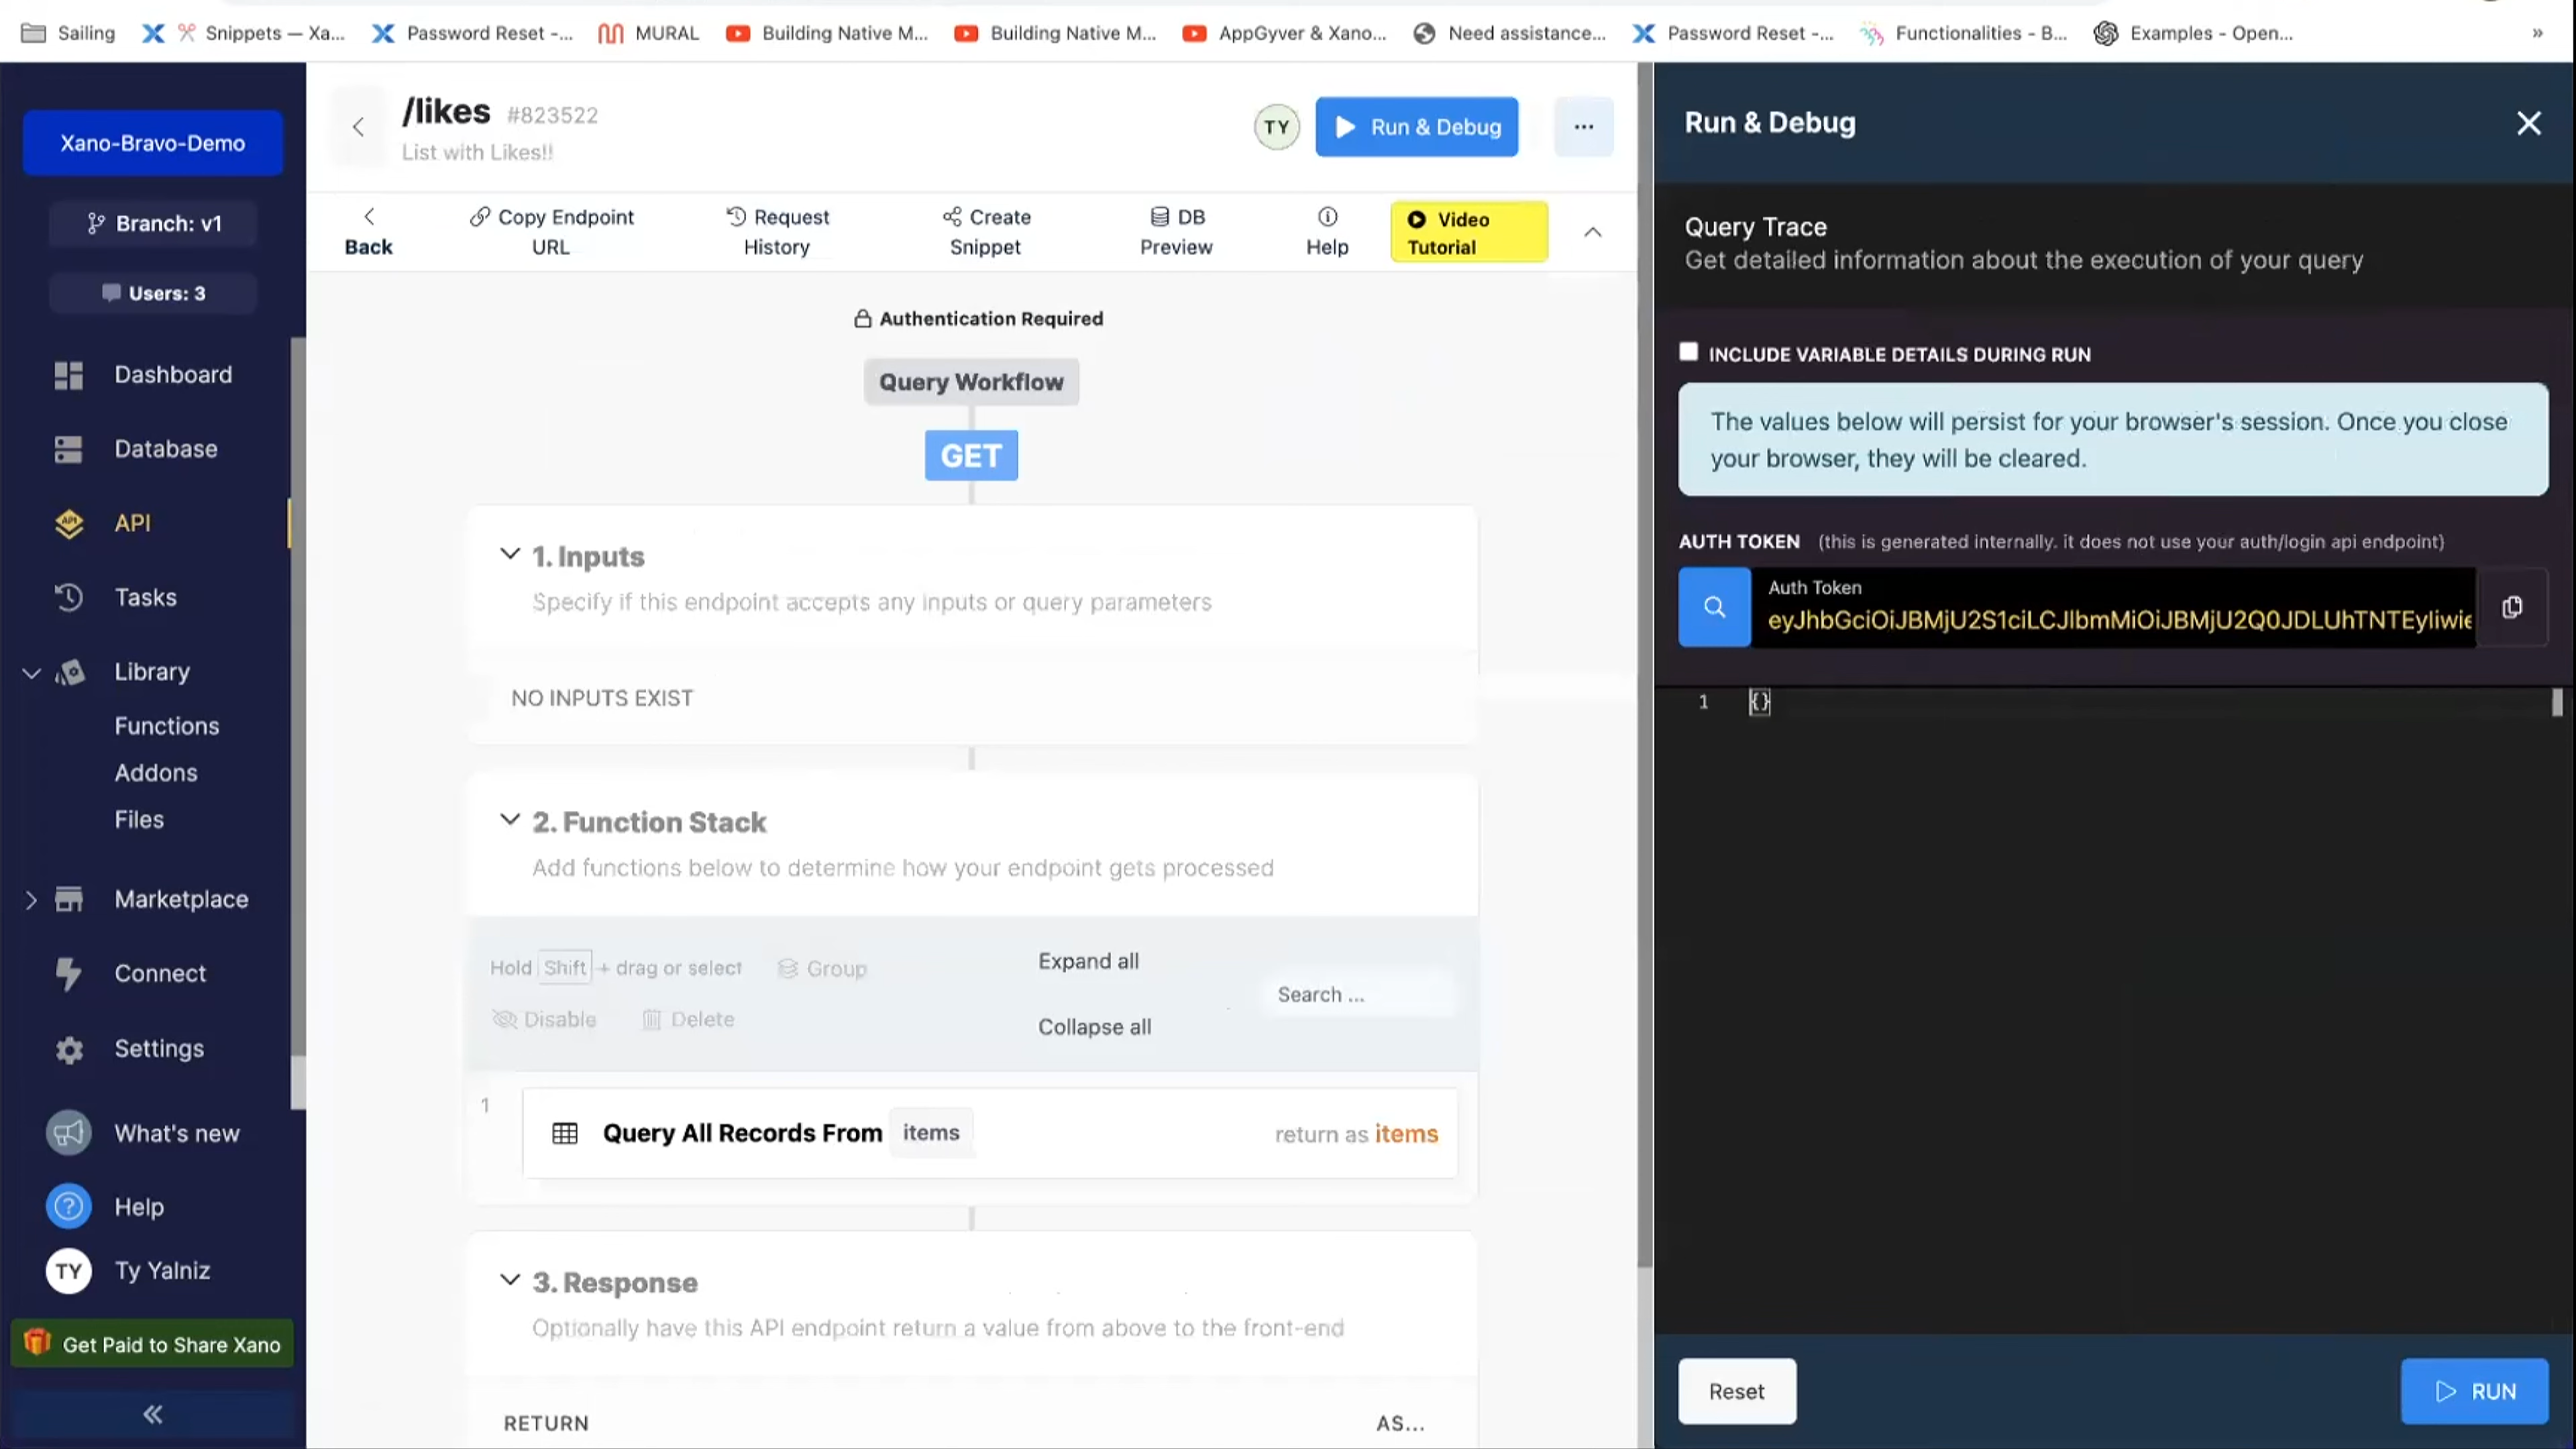 Sailing
Snippets — Xa...
Password Reset -...
MURAL
Building Native M...
Building Native M...
AppGyver & Xano...
Need assistance...
Password Reset -...
Functionalities - B...
Examples - Open...
»
Xano-Bravo-Demo
Branch: v1
Users: 3
Dashboard
Database
API
Tasks
Library
Functions
Addons
Files
Marketplace
Connect
Settings
What's new
Help
TY
Ty Yalniz
Get Paid to Share Xano
/likes #823522
List with Likes!!
TY
Run & Debug
...
Back
Copy Endpoint
URL
Request
History
Create
Snippet
DB
Preview
Help
Video
Tutorial
Authentication Required
Query Workflow
GET
1. Inputs
Specify if this endpoint accepts any inputs or query parameters
NO INPUTS EXIST
2. Function Stack
Add functions below to determine how your endpoint gets processed
Hold Shift + drag or select
Group
Disable
Delete
Expand all
Collapse all
Search ...
1
Query All Records From items
return as items
3. Response
Optionally have this API endpoint return a value from above to the front-end
RETURN
AS...
Run & Debug
Query Trace
Get detailed information about the execution of your query
INCLUDE VARIABLE DETAILS DURING RUN
The values below will persist for your browser's session. Once you close
your browser, they will be cleared.
AUTH TOKEN (this is generated internally. it does not use your auth/login api endpoint)
Auth Token
1 {}
Reset
RUN